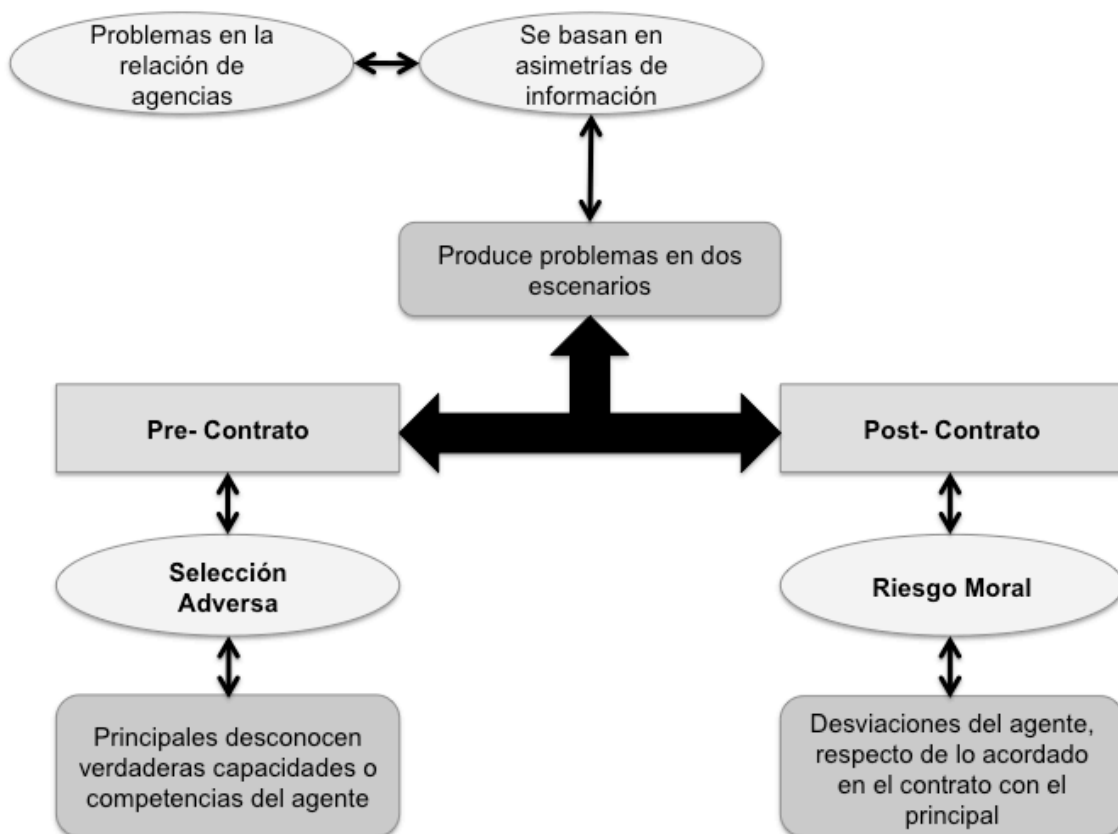 Problemas en la
relación de
agencias
Se basan en
asimetrías de
información
Produce problemas en dos
escenarios
Pre- Contrato
Post- Contrato
Selección
Adversa
Riesgo Moral
Principales desconocen
verdaderas capacidades o
competencias del agente
Desviaciones del agente,
respecto de lo acordado
en el contrato con el
principal